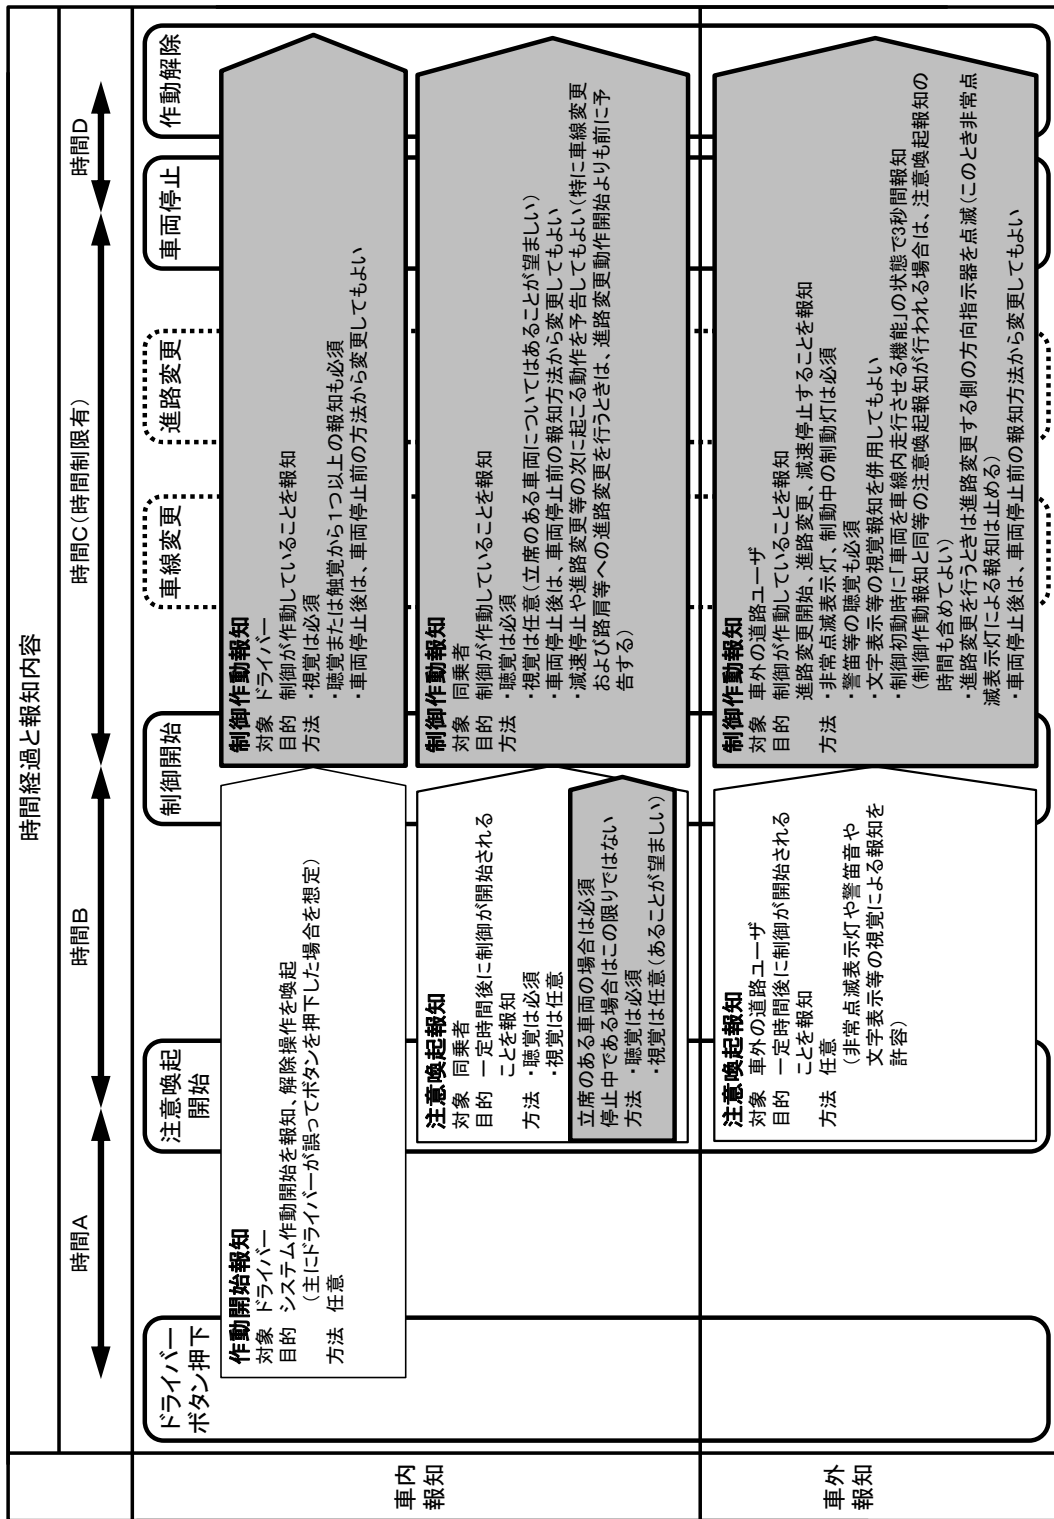 時間経過と報知内容
時間A
時間B
時間C(時間制限有)
時間D
ドライバー
ボタン押下
注意喚起
開始
制御開始
車線変更
進路変更
車両停止
作動解除
車内
報知
作動開始報知
対象 ドライバー
目的 システム作動開始を報知、解除操作を喚起
(主にドライバーが誤ってボタンを押下した場合を想定)
方法 任意
制御作動報知
対象 ドライバー
目的 制御が作動していることを報知
方法 ・視覚は必須
・聴覚または触覚から1つ以上の報知も必須
・車両停止後は、車両停止前の方法から変更してもよい
注意喚起報知
対象 同乗者
目的 一定時間後に制御が開始される
ことを報知
方法 ・聴覚は必須
・視覚は任意
立席のある車両の場合は必須
停止中である場合はこの限りではない
方法 ・聴覚は必須
・視覚は任意(あることが望ましい)
制御作動報知
対象 同乗者
目的 制御が作動していることを報知
方法 ・聴覚は必須
・視覚は任意(立席のある車両についてはあることが望ましい)
・車両停止後は、車両停止前の報知方法から変更してもよい
・減速停止や進路変更等の次に起こる動作を予告してもよい(特に車線変更
および路肩等への進路変更を行うときは、進路変更動作開始よりも前に予
告する)
車外
報知
注意喚起報知
対象 車外の道路ユーザ
目的 一定時間後に制御が開始される
ことを報知
方法 任意
(非常点滅表示灯や警笛音や
文字表示等の視覚による報知を
許容)
制御作動報知
対象 車外の道路ユーザ
目的 制御が作動していることを報知
進路変更開始、進路変更、減速停止することを報知
方法 ・非常点滅表示灯、制動中の制動灯は必須
・警笛等の聴覚も必須
・文字表示等の視覚報知を併用してもよい
・制御初動時に「車両を車線内走行させる機能」の状態で3秒間報知
(制御作動報知と同等の注意喚起報知が行われる場合は、注意喚起報知の
時間も含めてよい)
・進路変更を行うときは進路変更する側の方向指示器を点滅(このとき非常点
滅表示灯による報知は止める)
・車両停止後は、車両停止前の報知方法から変更してもよい